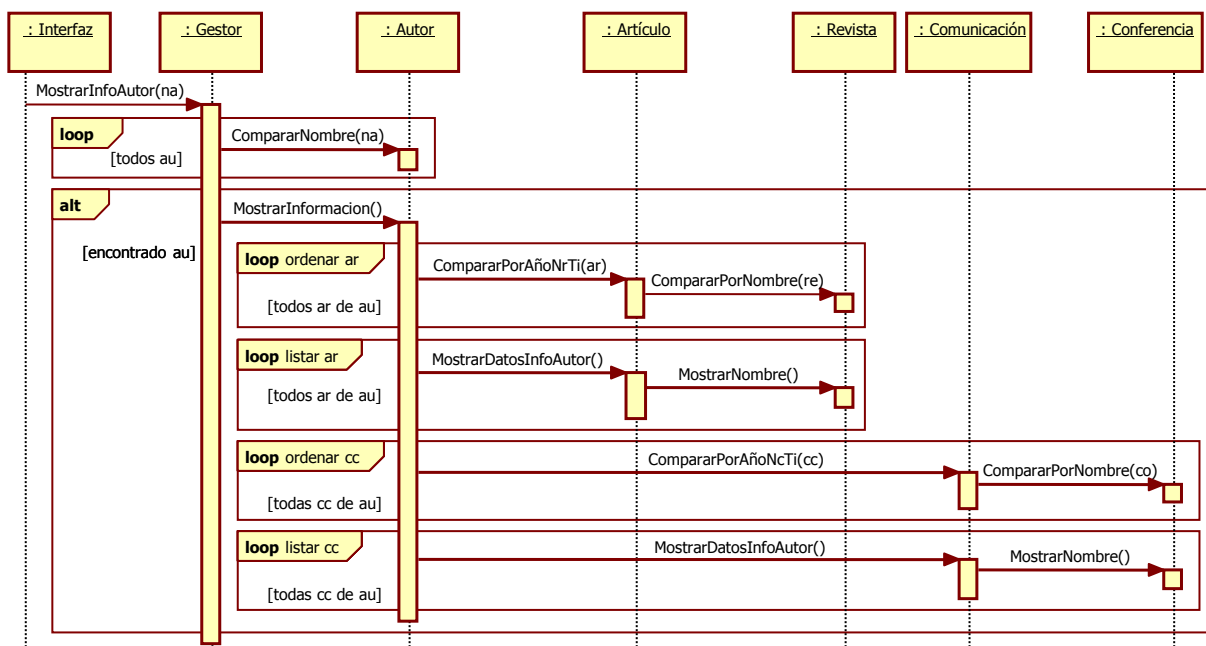 : Interfaz
: Gestor
: Autor
: Artículo
: Revista
: Comunicación
: Conferencia
MostrarInfoAutor(na)
loop
CompararNombre(na)
[todos au]
alt
MostrarInformacion()
[encontrado au]
loop ordenar ar
CompararPorAñoNrTi(ar)
CompararPorNombre(re)
[todos ar de au]
loop listar ar
MostrarDatosInfoAutor()
MostrarNombre()
[todos ar de au]
loop ordenar cc
CompararPorAñoNcTi(cc)
CompararPorNombre(co)
[todas cc de au]
loop listar cc
MostrarDatosInfoAutor()
MostrarNombre()
[todas cc de au]